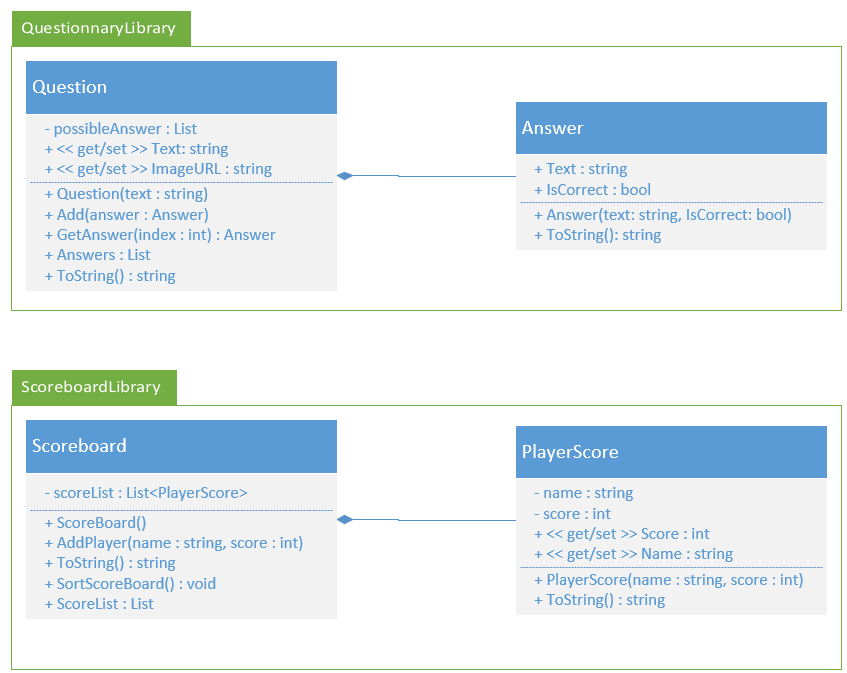 QuestionnaryLibrary
Question
- possibleAnswer : List
+ << get/set >> Text: string
+ << get/set >> ImageURL : string
+ Question(text : string)
+ Add(answer : Answer)
+ GetAnswer(index : int) : Answer
+ Answers : List
+ ToString() : string
Answer
+ Text : string
+ IsCorrect : bool
+ Answer(text: string, IsCorrect: bool)
+ ToString(): string
ScoreboardLibrary
Scoreboard
- scoreList : List<PlayerScore>
+ ScoreBoard()
+ AddPlayer(name : string, score : int)
+ ToString() : string
+ SortScoreBoard() : void
+ ScoreList : List
PlayerScore
- name : string
- score : int
+ << get/set >> Score : int
+ << get/set >> Name : string
+ PlayerScore(name : string, score : int)
+ ToString() : string